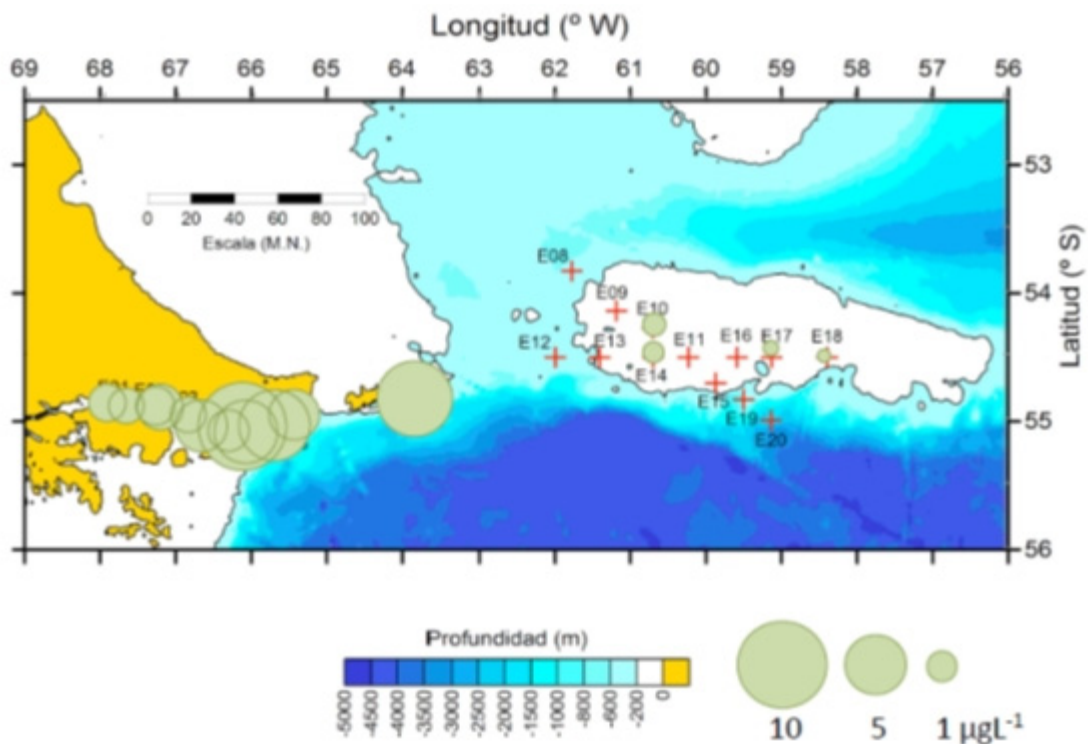 Longitud (º W)
69 68 67 66 65 64 63 62 61 60 59 58 57 56
53
0 20 40 60 80 100
Escala (M.N.)
Latitud (º S)
E08
54
E09
E10
E12 E13 E11 E16 E17 E18
E14
E15
E19
55
E20
56
Profundidad (m)
-5000 -4500 -4000 -3500 -3000 -2500 -2000 -1500 -1000 -800 -600 -200 0
10 5 1 µgL⁻¹